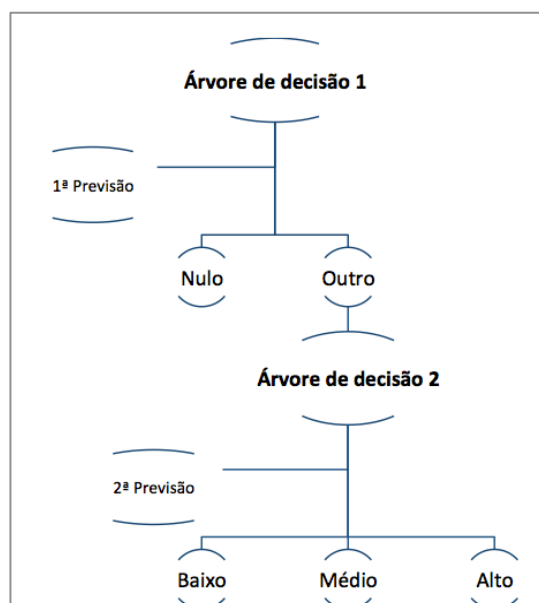 Árvore de decisão 1
1ª Previsão
Nulo
Outro
Árvore de decisão 2
2ª Previsão
Baixo
Médio
Alto